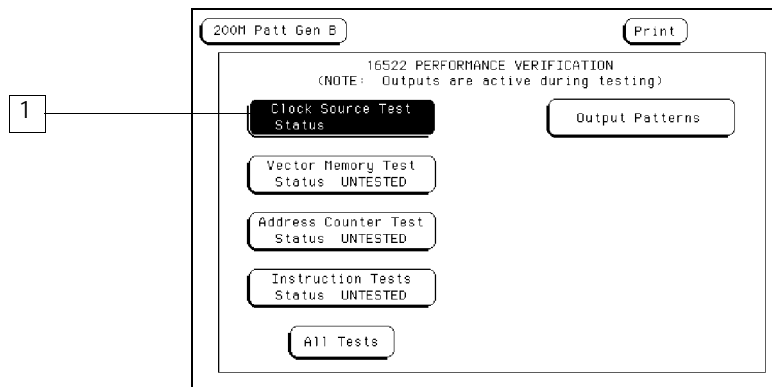 200M Patt Gen B
Print
16522 PERFORMANCE VERIFICATION
(NOTE: Outputs are active during testing)
1
Clock Source Test
Status
Output Patterns
Vector Memory Test
Status UNTESTED
Address Counter Test
Status UNTESTED
Instruction Tests
Status UNTESTED
All Tests